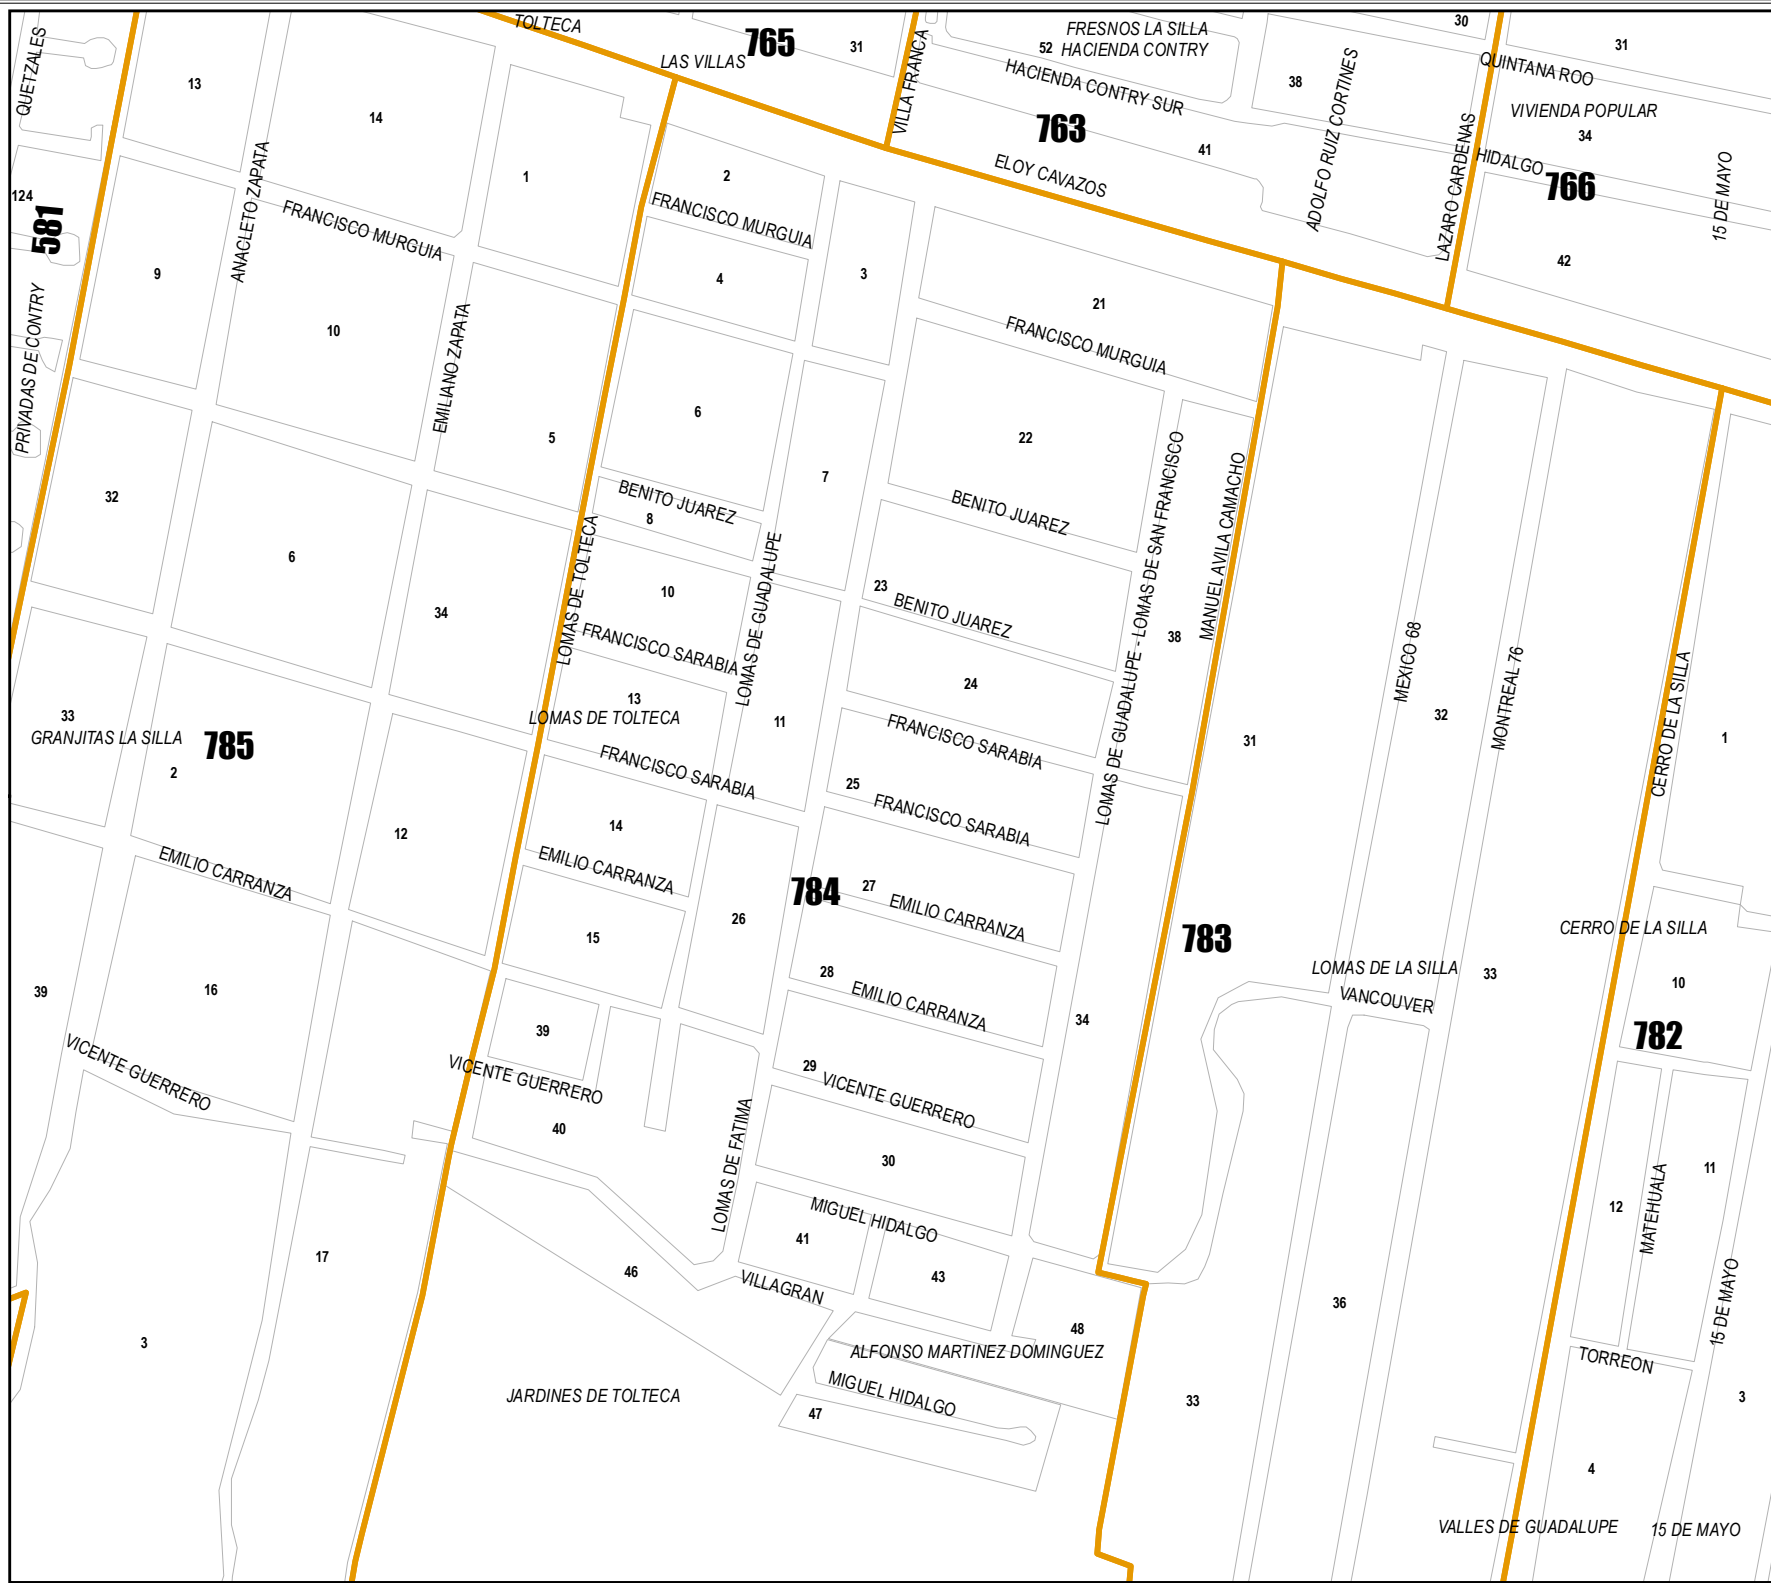 TOLTECA
765
31
FRESNOS LA SILLA
52 HACIENDA CONTRY
30
31
QUETZALES
LAS VILLAS
VILLA FRANCA
HACIENDA CONTRY SUR
38
ADOLFO RUIZ CORTINES
QUINTANA ROO
VIVIENDA POPULAR
13
14
763
41
34
LAZARO CARDENAS
HIDALGO
766
15 DE MAYO
ELOY CAVAZOS
1
2
124
581
ANACLETO ZAPATA
FRANCISCO MURGUIA
FRANCISCO MURGUIA
42
9
4
3
21
10
FRANCISCO MURGUIA
PRIVADAS DE CONTRY
EMILIANO ZAPATA
6
5
22
7
32
BENITO JUAREZ
8
BENITO JUAREZ
LOMAS DE GUADALUPE - LOMAS DE SAN FRANCISCO
MANUEL AVILA CAMACHO
6
LOMAS DE TOLTECA
10
LOMAS DE GUADALUPE
23
BENITO JUAREZ
34
FRANCISCO SARABIA
38
MEXICO 68
MONTREAL 76
CERRO DE LA SILLA
24
13
LOMAS DE TOLTECA
33
GRANJITAS LA SILLA
785
2
11
FRANCISCO SARABIA
31
32
1
FRANCISCO SARABIA
25
FRANCISCO SARABIA
12
14
EMILIO CARRANZA
EMILIO CARRANZA
784
27
EMILIO CARRANZA
26
15
783
CERRO DE LA SILLA
LOMAS DE LA SILLA
33
28
EMILIO CARRANZA
VANCOUVER
10
39
16
39
34
782
VICENTE GUERRERO
VICENTE GUERRERO
29
VICENTE GUERRERO
40
LOMAS DE FATIMA
30
11
12
MATEHUALA
MIGUEL HIDALGO
41
17
46
43
VILLAGRAN
15 DE MAYO
36
48
3
ALFONSO MARTINEZ DOMINGUEZ
TORREON
JARDINES DE TOLTECA
MIGUEL HIDALGO
47
33
3
4
VALLES DE GUADALUPE
15 DE MAYO